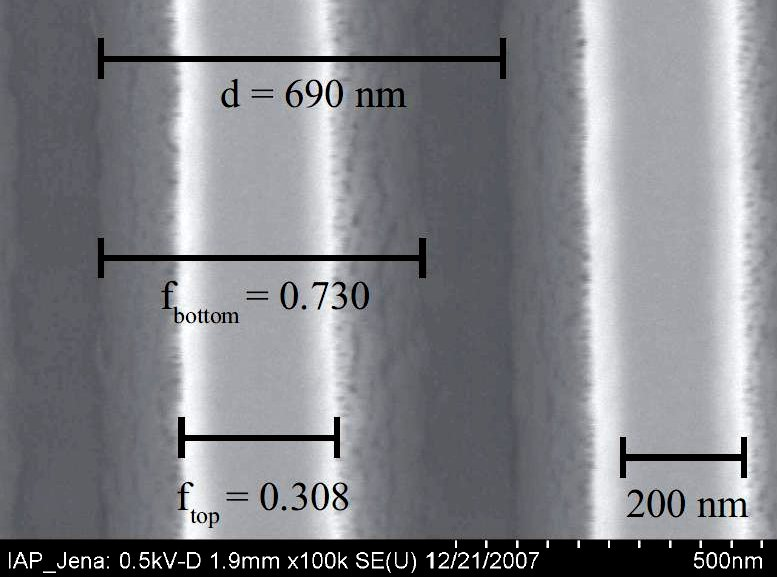 d = 690 nm
f_bottom = 0.730
f_top = 0.308
200 nm
IAP_Jena: 0.5kV-D 1.9mm x100k SE(U) 12/21/2007 500nm